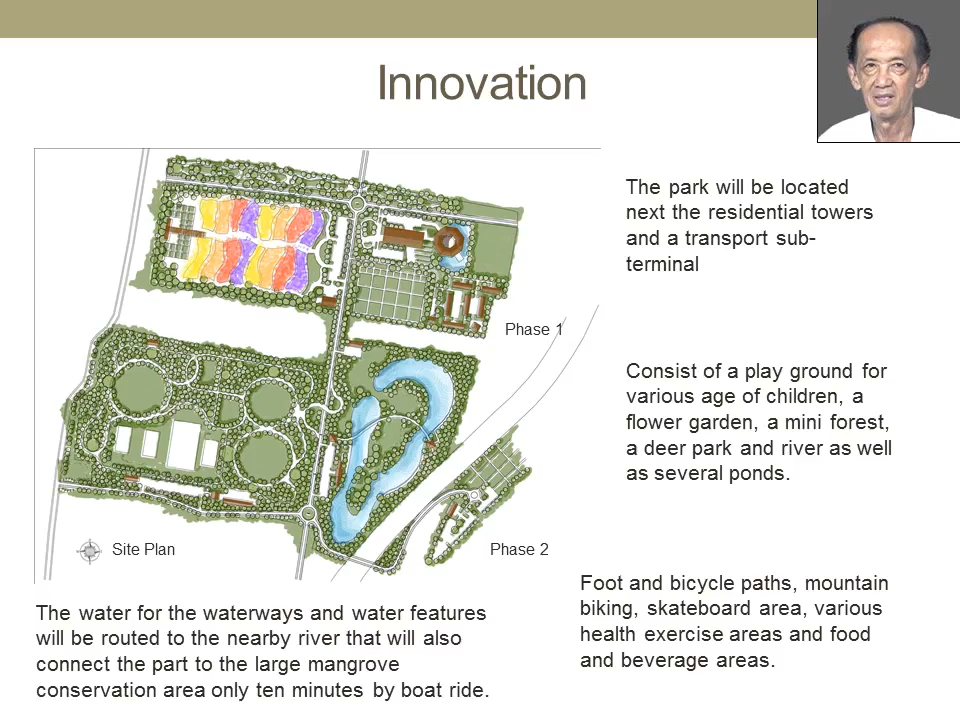 Innovation
The park will be located
next the residential towers
and a transport sub-
terminal
Phase 1
Consist of a play ground for
various age of children, a
flower garden, a mini forest,
a deer park and river as well
as several ponds.
Site Plan
Phase 2
Foot and bicycle paths, mountain
biking, skateboard area, various
health exercise areas and food
and beverage areas.
The water for the waterways and water features
will be routed to the nearby river that will also
connect the part to the large mangrove
conservation area only ten minutes by boat ride.